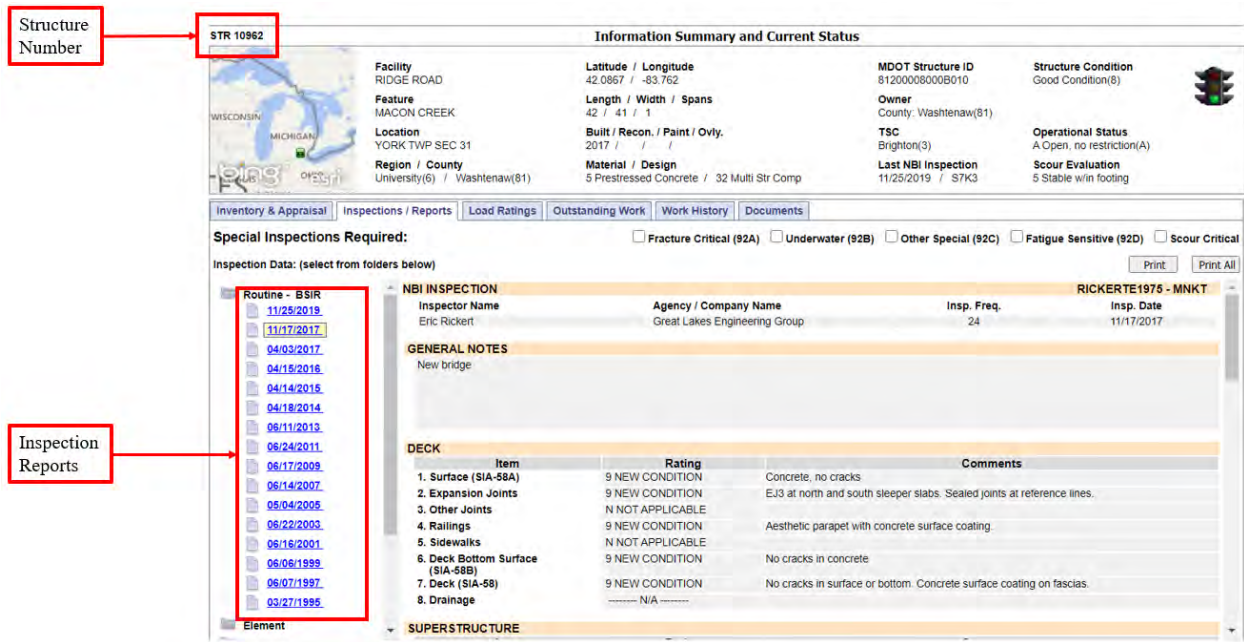 Structure
Number
STR 10962
Information Summary and Current Status
WISCONSIN
MICHIGAN
bing
esri
Facility
RIDGE ROAD
Feature
MACON CREEK
Location
YORK TWP SEC 31
Region / County
University(6) / Washtenaw(81)
Latitude / Longitude
42.0867 / -83.762
Length / Width / Spans
42 / 41 / 1
Built / Recon. / Paint / Ovly.
2017 / / /
Material / Design
5 Prestressed Concrete / 32 Multi Str Comp
MDOT Structure ID
81200008000B010
Owner
County: Washtenaw(81)
TSC
Brighton(3)
Last NBI Inspection
11/25/2019 / S7K3
Structure Condition
Good Condition(8)
Operational Status
A Open, no restriction(A)
Scour Evaluation
5 Stable w/in footing
Inventory & Appraisal Inspections / Reports Load Ratings Outstanding Work Work History Documents
Special Inspections Required: Fracture Critical (92A) Underwater (92B) Other Special (92C) Fatigue Sensitive (92D) Scour Critical
Inspection Data: (select from folders below) Print Print All
Routine - BSIR
11/25/2019
11/17/2017
04/03/2017
04/15/2016
04/14/2015
04/18/2014
06/11/2013
06/24/2011
06/17/2009
06/14/2007
05/04/2005
06/22/2003
06/16/2001
06/06/1999
06/07/1997
03/27/1995
Element
Inspection
Reports
NBI INSPECTION RICKERTE1975 - MNKT
Inspector Name Agency / Company Name Insp. Freq. Insp. Date
Eric Rickert Great Lakes Engineering Group 24 11/17/2017
GENERAL NOTES
New bridge
DECK
Item Rating Comments
1. Surface (SIA-58A) 9 NEW CONDITION Concrete, no cracks
2. Expansion Joints 9 NEW CONDITION EJ3 at north and south sleeper slabs. Sealed joints at reference lines.
3. Other Joints N NOT APPLICABLE
4. Railings 9 NEW CONDITION Aesthetic parapet with concrete surface coating.
5. Sidewalks N NOT APPLICABLE
6. Deck Bottom Surface 9 NEW CONDITION No cracks in concrete
(SIA-58B)
7. Deck (SIA-58) 9 NEW CONDITION No cracks in surface or bottom. Concrete surface coating on fascias.
8. Drainage -------- N/A --------
SUPERSTRUCTURE